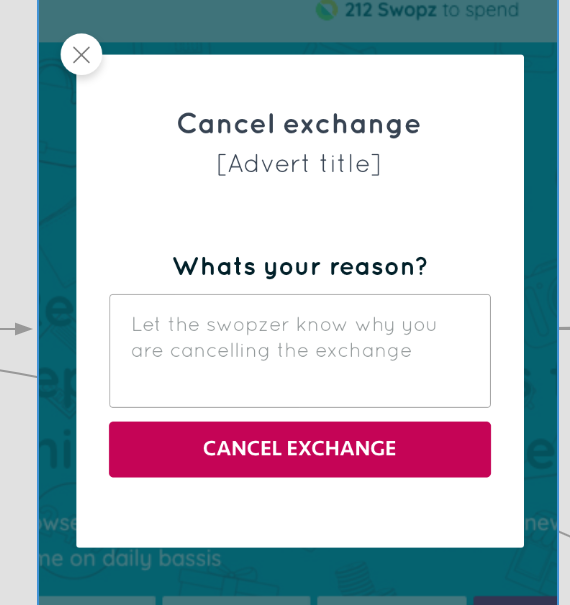 212 Swopz to spend
Cancel exchange
[Advert title]
Whats your reason?
Let the swopzer know why you
are cancelling the exchange
CANCEL EXCHANGE
me on daily bassis